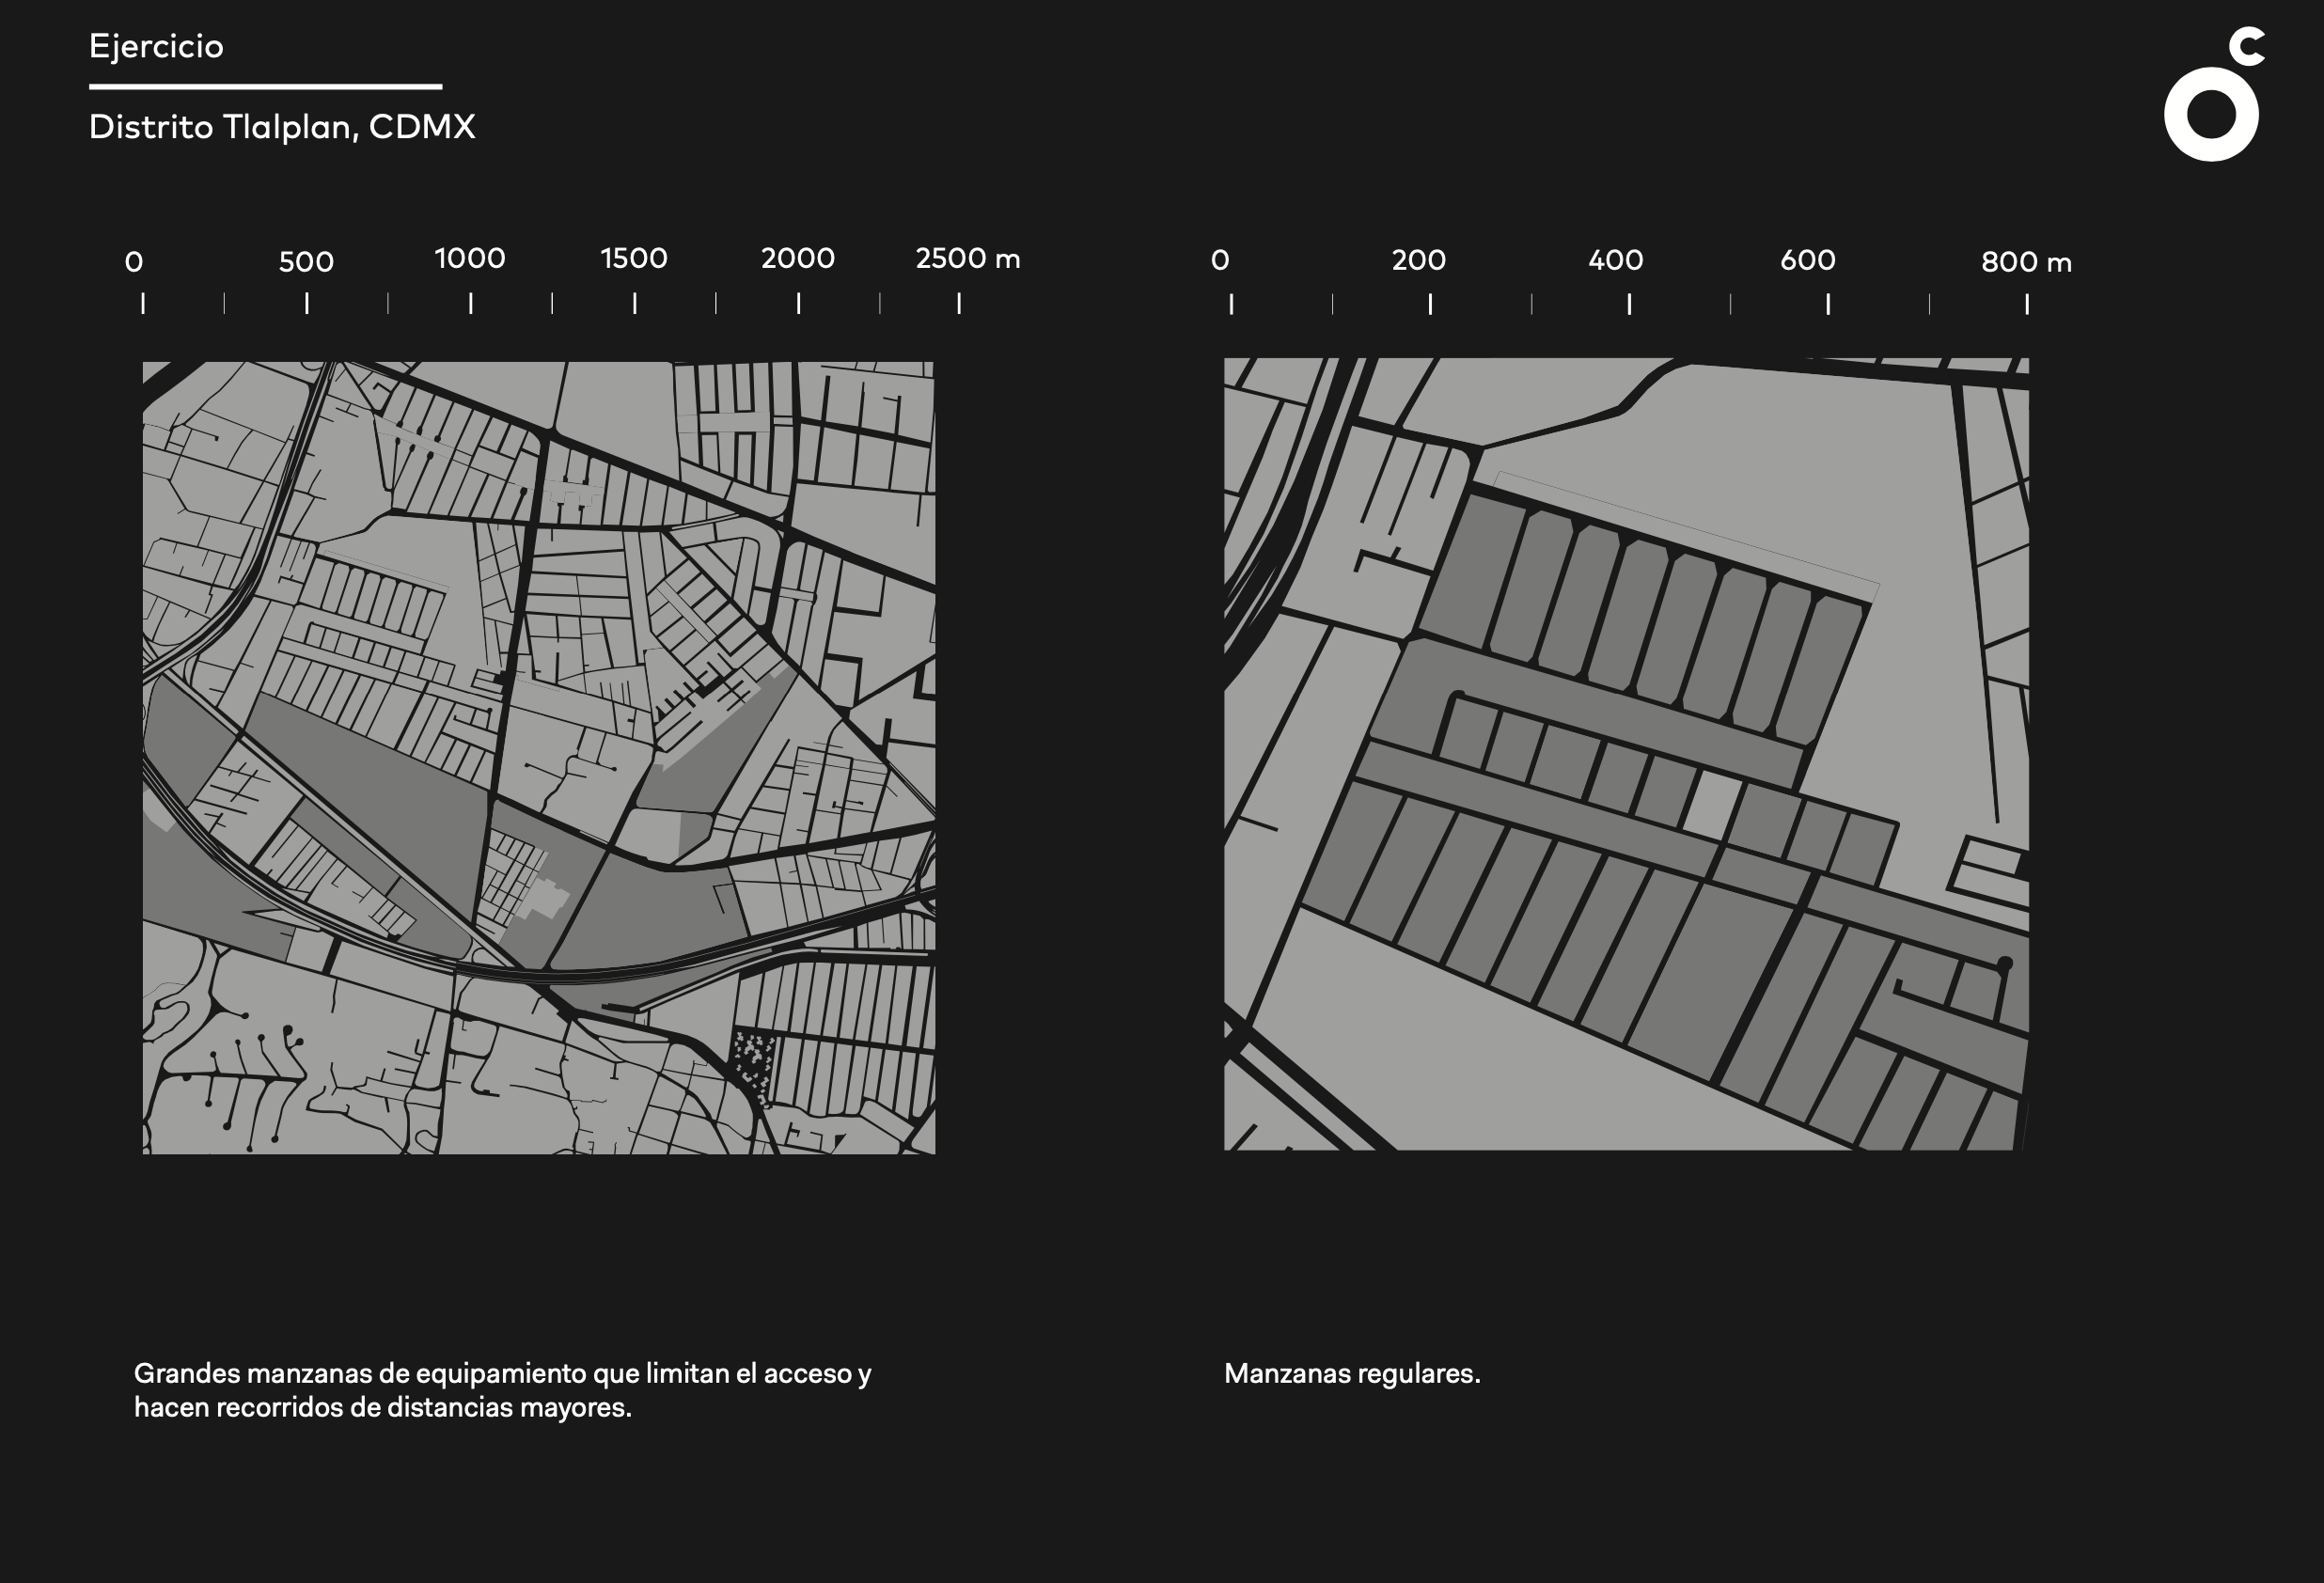 Ejercicio
Distrito Tlalplan, CDMX
C
0 500 1000 1500 2000 2500 m
0 200 400 600 800 m
Grandes manzanas de equipamiento que limitan el acceso y
hacen recorridos de distancias mayores.
Manzanas regulares.